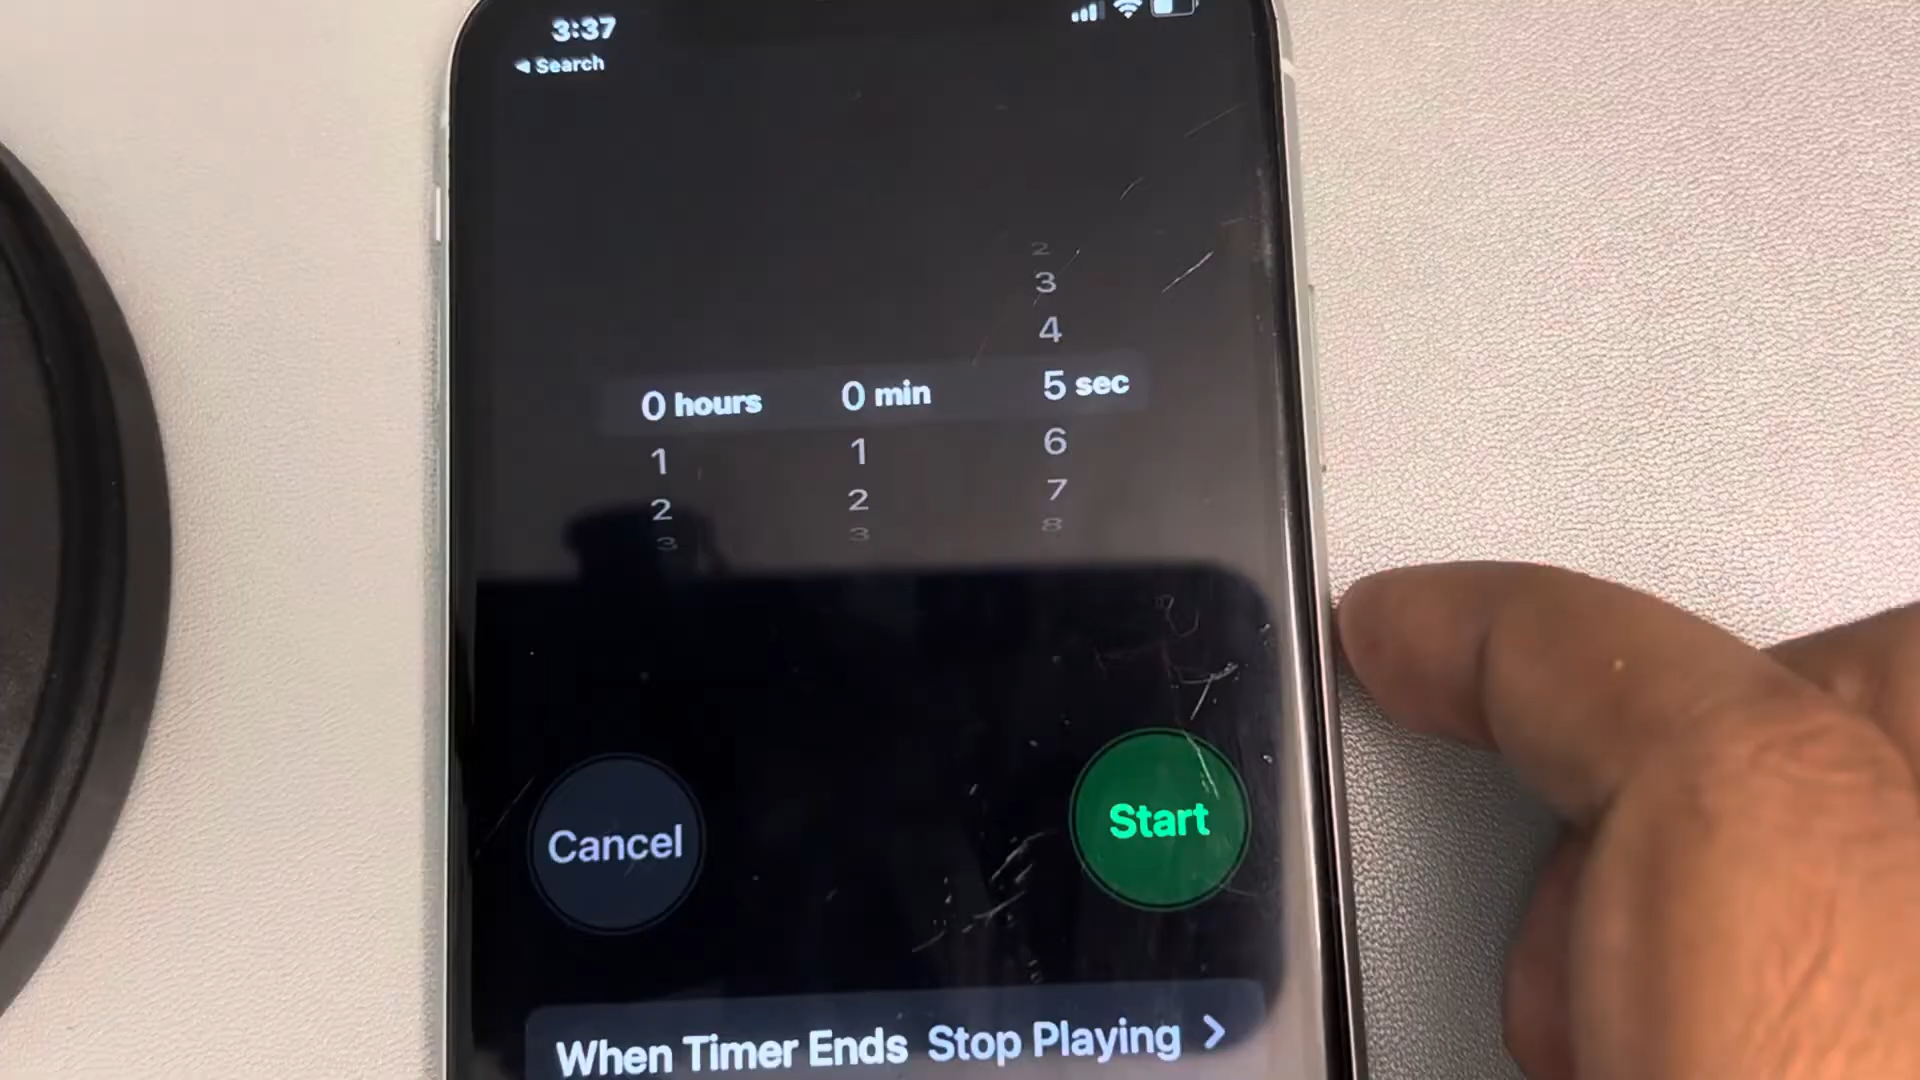 3:37
◀ Search
2
3
4
0 hours 0 min 5 sec
1 1 6
2 2 7
3 3 8
Cancel Start
When Timer Ends Stop Playing >